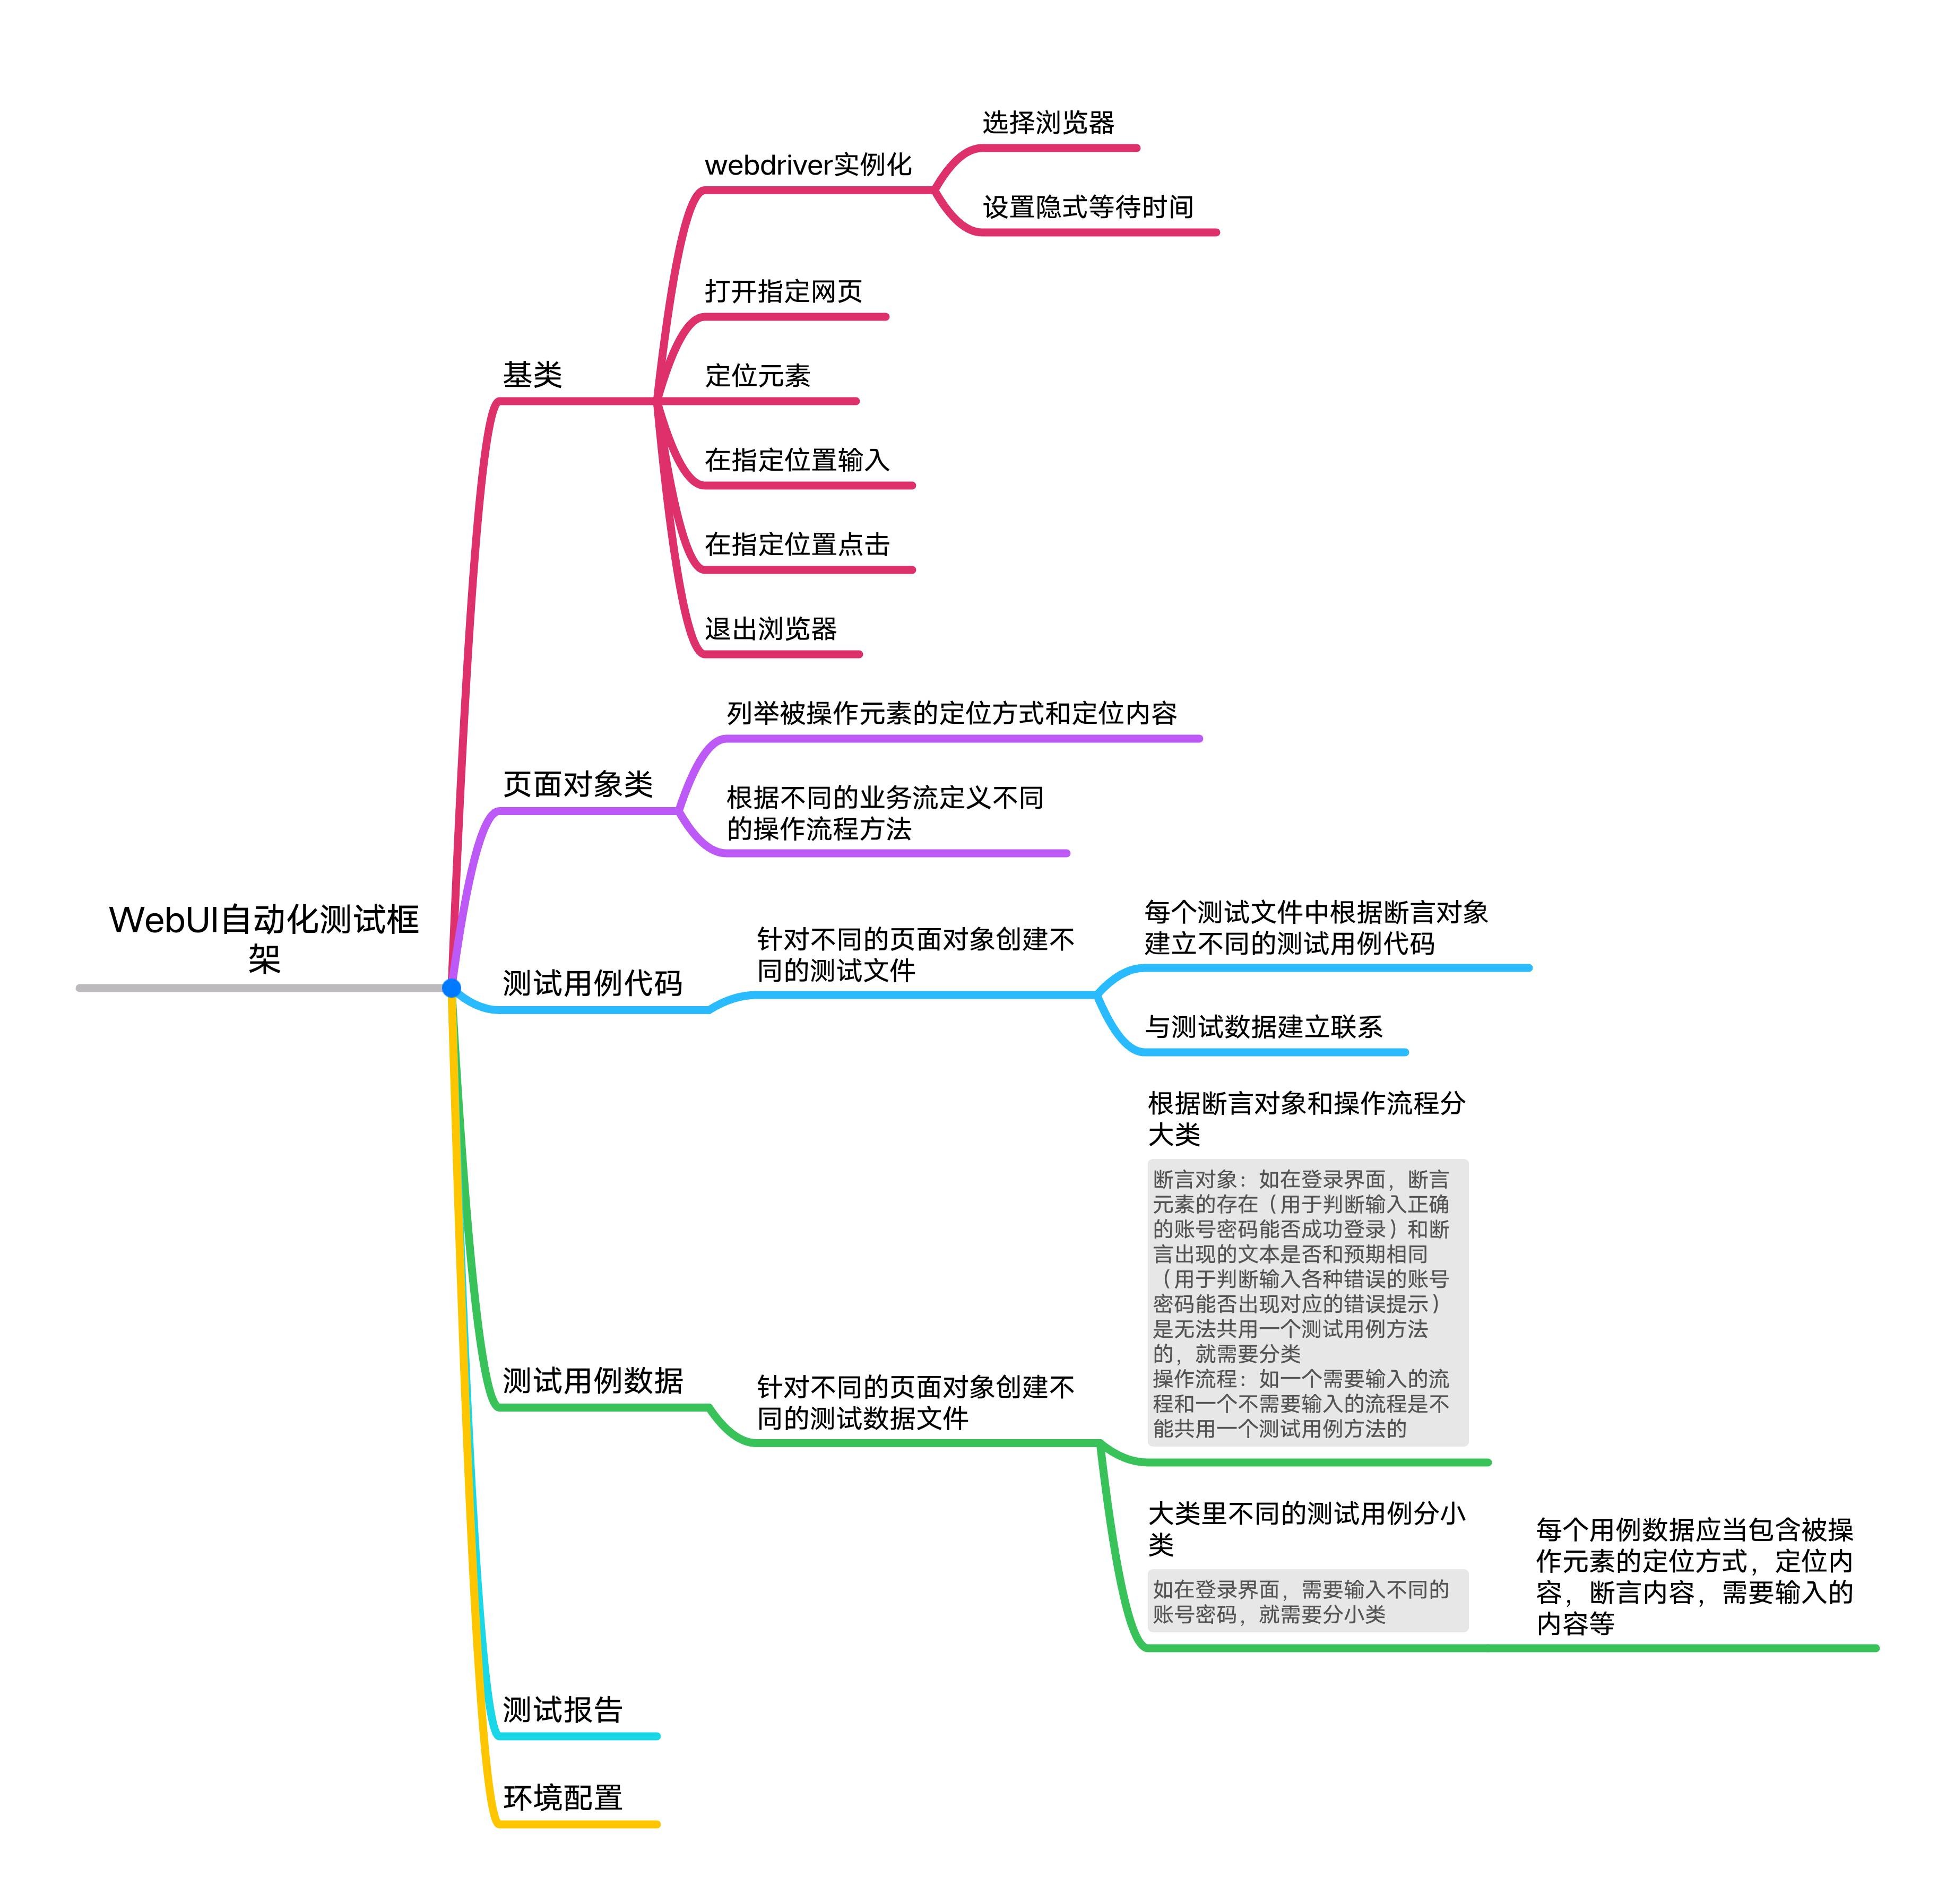 选择浏览器
webdriver实例化
设置隐式等待时间
打开指定网页
基类
定位元素
在指定位置输入
在指定位置点击
退出浏览器
列举被操作元素的定位方式和定位内容
页面对象类
根据不同的业务流定义不同
的操作流程方法
WebUI自动化测试框
架
每个测试文件中根据断言对象
建立不同的测试用例代码
针对不同的页面对象创建不
同的测试文件
测试用例代码
与测试数据建立联系
根据断言对象和操作流程分
大类
断言对象：如在登录界面，断言
元素的存在（用于判断输入正确
的账号密码能否成功登录）和断
言出现的文本是否和预期相同
（用于判断输入各种错误的账号
密码能否出现对应的错误提示）
是无法共用一个测试用例方法
的，就需要分类
操作流程：如一个需要输入的流
程和一个不需要输入的流程是不
能共用一个测试用例方法的
测试用例数据
针对不同的页面对象创建不
同的测试数据文件
大类里不同的测试用例分小
类
如在登录界面，需要输入不同的
账号密码，就需要分小类
每个用例数据应当包含被操
作元素的定位方式，定位内
容，断言内容，需要输入的
内容等
测试报告
环境配置